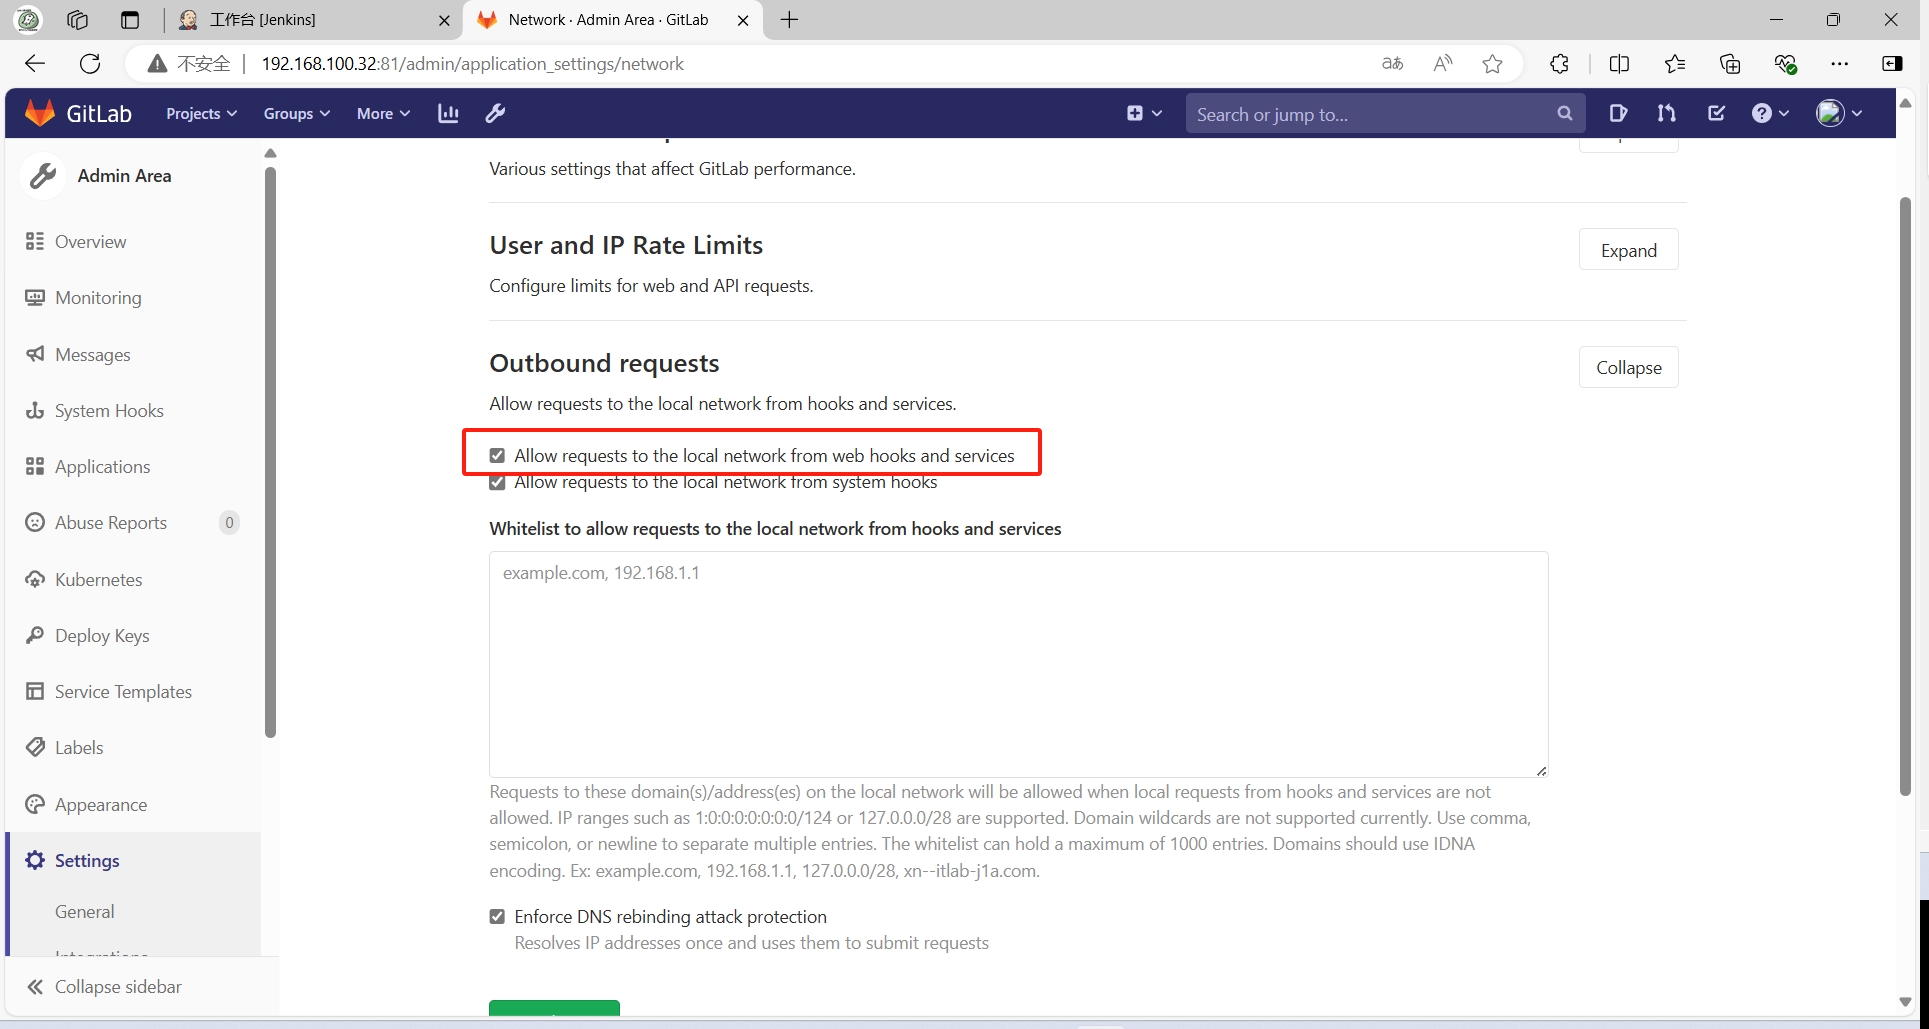 工作台 [Jenkins]
Network · Admin Area · GitLab
不安全
192.168.100.32:81/admin/application_settings/network
GitLab
Projects
Groups
More
Search or jump to...
Admin Area
Overview
Monitoring
Messages
System Hooks
Applications
Abuse Reports
0
Kubernetes
Deploy Keys
Service Templates
Labels
Appearance
Settings
General
Integrations
Collapse sidebar
Various settings that affect GitLab performance.
User and IP Rate Limits
Expand
Configure limits for web and API requests.
Outbound requests
Collapse
Allow requests to the local network from hooks and services.
Allow requests to the local network from web hooks and services
Allow requests to the local network from system hooks
Whitelist to allow requests to the local network from hooks and services
example.com, 192.168.1.1
Requests to these domain(s)/address(es) on the local network will be allowed when local requests from hooks and services are not
allowed. IP ranges such as 1:0:0:0:0:0:0:0/124 or 127.0.0.0/28 are supported. Domain wildcards are not supported currently. Use comma,
semicolon, or newline to separate multiple entries. The whitelist can hold a maximum of 1000 entries. Domains should use IDNA
encoding. Ex: example.com, 192.168.1.1, 127.0.0.0/28, xn--itlab-j1a.com.
Enforce DNS rebinding attack protection
Resolves IP addresses once and uses them to submit requests